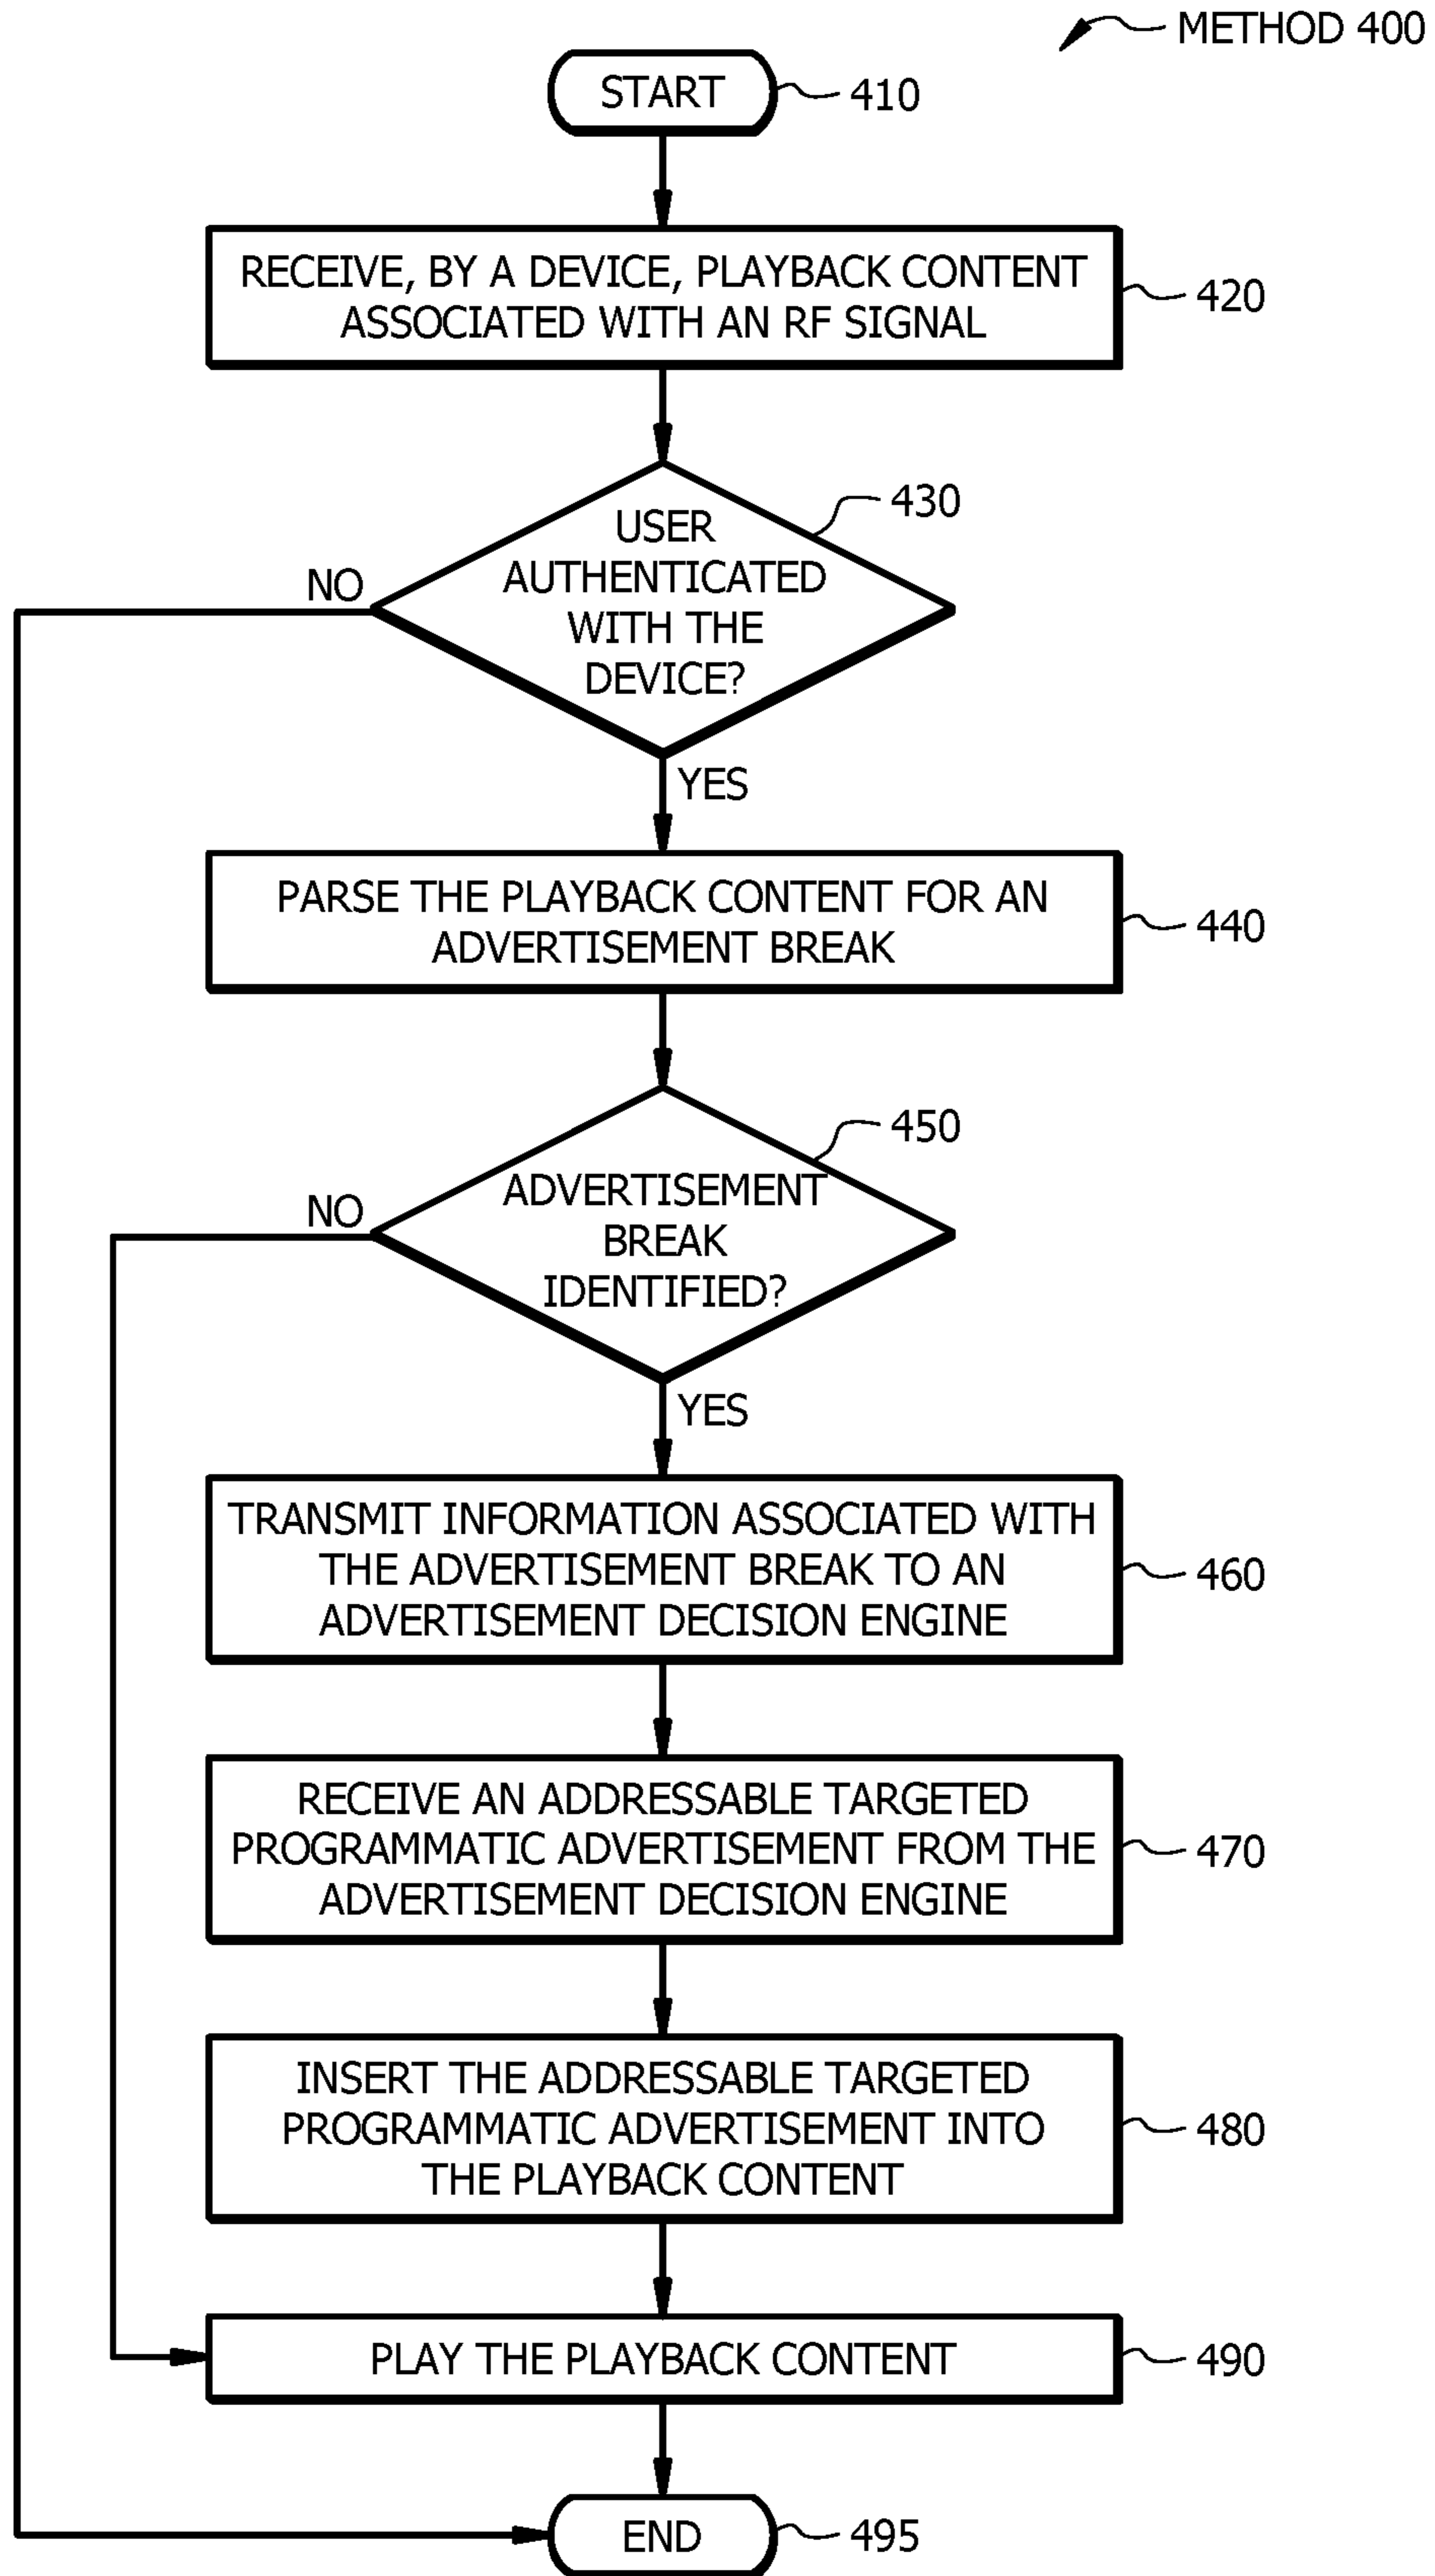 METHOD 400
START
410
RECEIVE, BY A DEVICE, PLAYBACK CONTENT
ASSOCIATED WITH AN RF SIGNAL
420
430
USER
AUTHENTICATED
WITH THE
DEVICE?
NO
YES
PARSE THE PLAYBACK CONTENT FOR AN
ADVERTISEMENT BREAK
440
450
ADVERTISEMENT
BREAK
IDENTIFIED?
NO
YES
TRANSMIT INFORMATION ASSOCIATED WITH
THE ADVERTISEMENT BREAK TO AN
ADVERTISEMENT DECISION ENGINE
460
RECEIVE AN ADDRESSABLE TARGETED
PROGRAMMATIC ADVERTISEMENT FROM THE
ADVERTISEMENT DECISION ENGINE
470
INSERT THE ADDRESSABLE TARGETED
PROGRAMMATIC ADVERTISEMENT INTO
THE PLAYBACK CONTENT
480
PLAY THE PLAYBACK CONTENT
490
END
495